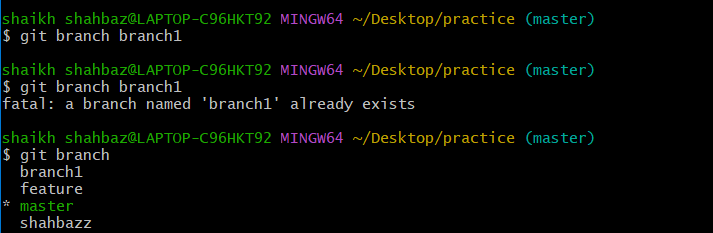 shaikh shahbaz@LAPTOP-C96HKT92 MINGW64 ~/Desktop/practice (master)
$ git branch branch1
shaikh shahbaz@LAPTOP-C96HKT92 MINGW64 ~/Desktop/practice (master)
$ git branch branch1
fatal: a branch named 'branch1' already exists
shaikh shahbaz@LAPTOP-C96HKT92 MINGW64 ~/Desktop/practice (master)
$ git branch
  branch1
  feature
* master
  shahbazz